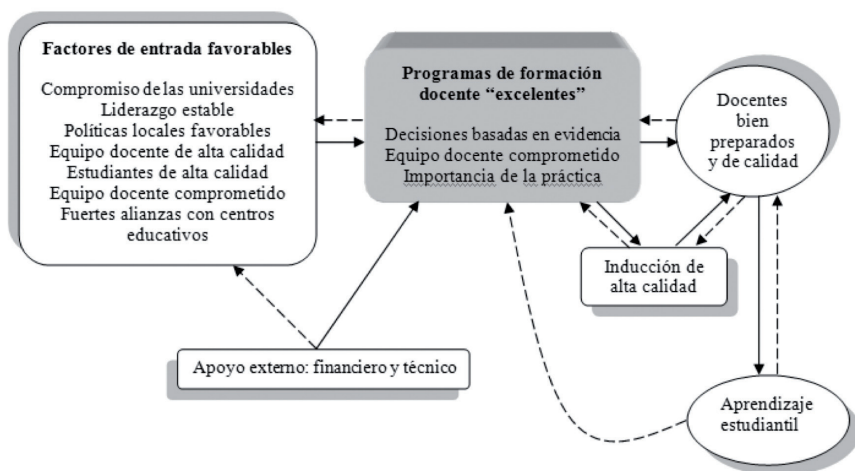 Factores de entrada favorables
Compromiso de las universidades
Liderazgo estable
Políticas locales favorables
Equipo docente de alta calidad
Estudiantes de alta calidad
Equipo docente comprometido
Fuertes alianzas con centros
educativos
Programas de formación
docente “excelentes”
Decisiones basadas en evidencia
Equipo docente comprometido
Importancia de la práctica
Docentes
bien
preparados
y de calidad
Inducción de
alta calidad
Apoyo externo: financiero y técnico
Aprendizaje
estudiantil